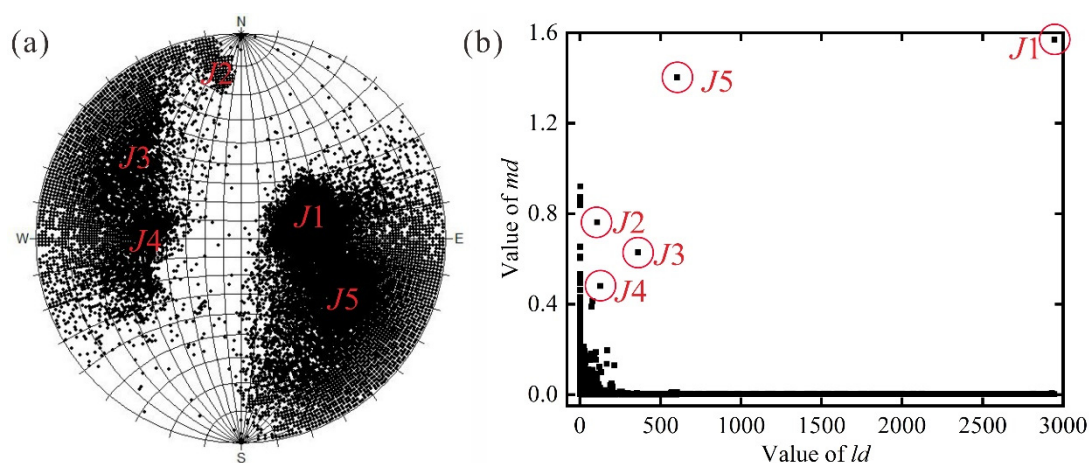 (a)
N
J2
J3
J1
W
J4
E
J5
S
(b)
1.6
J1
J5
1.2
Value of md
0.8
J2
J3
J4
0.4
0.0
0 500 1000 1500 2000 2500 3000
Value of ld